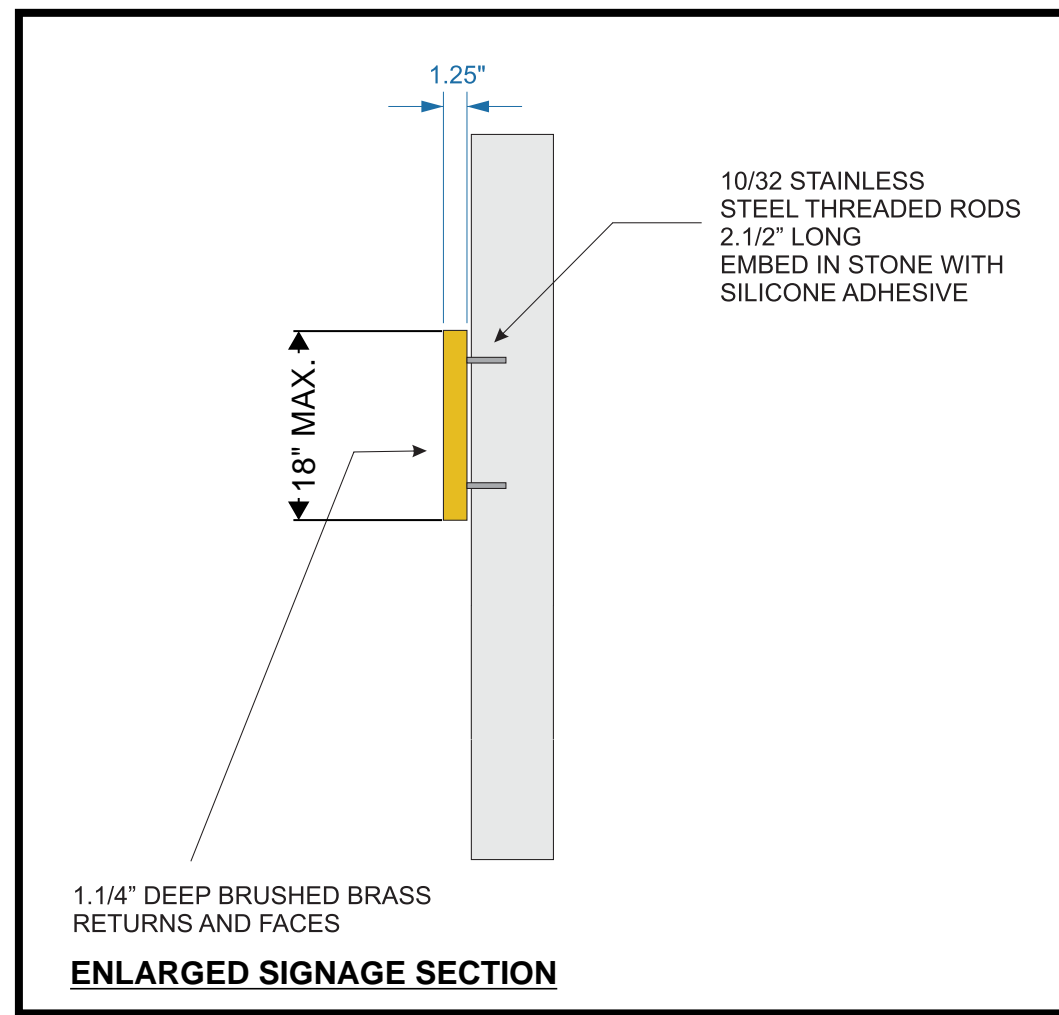 1.25"
10/32 STAINLESS
STEEL THREADED RODS
2.1/2” LONG
EMBED IN STONE WITH
SILICONE ADHESIVE
18" MAX.
1.1/4” DEEP BRUSHED BRASS
RETURNS AND FACES
ENLARGED SIGNAGE SECTION